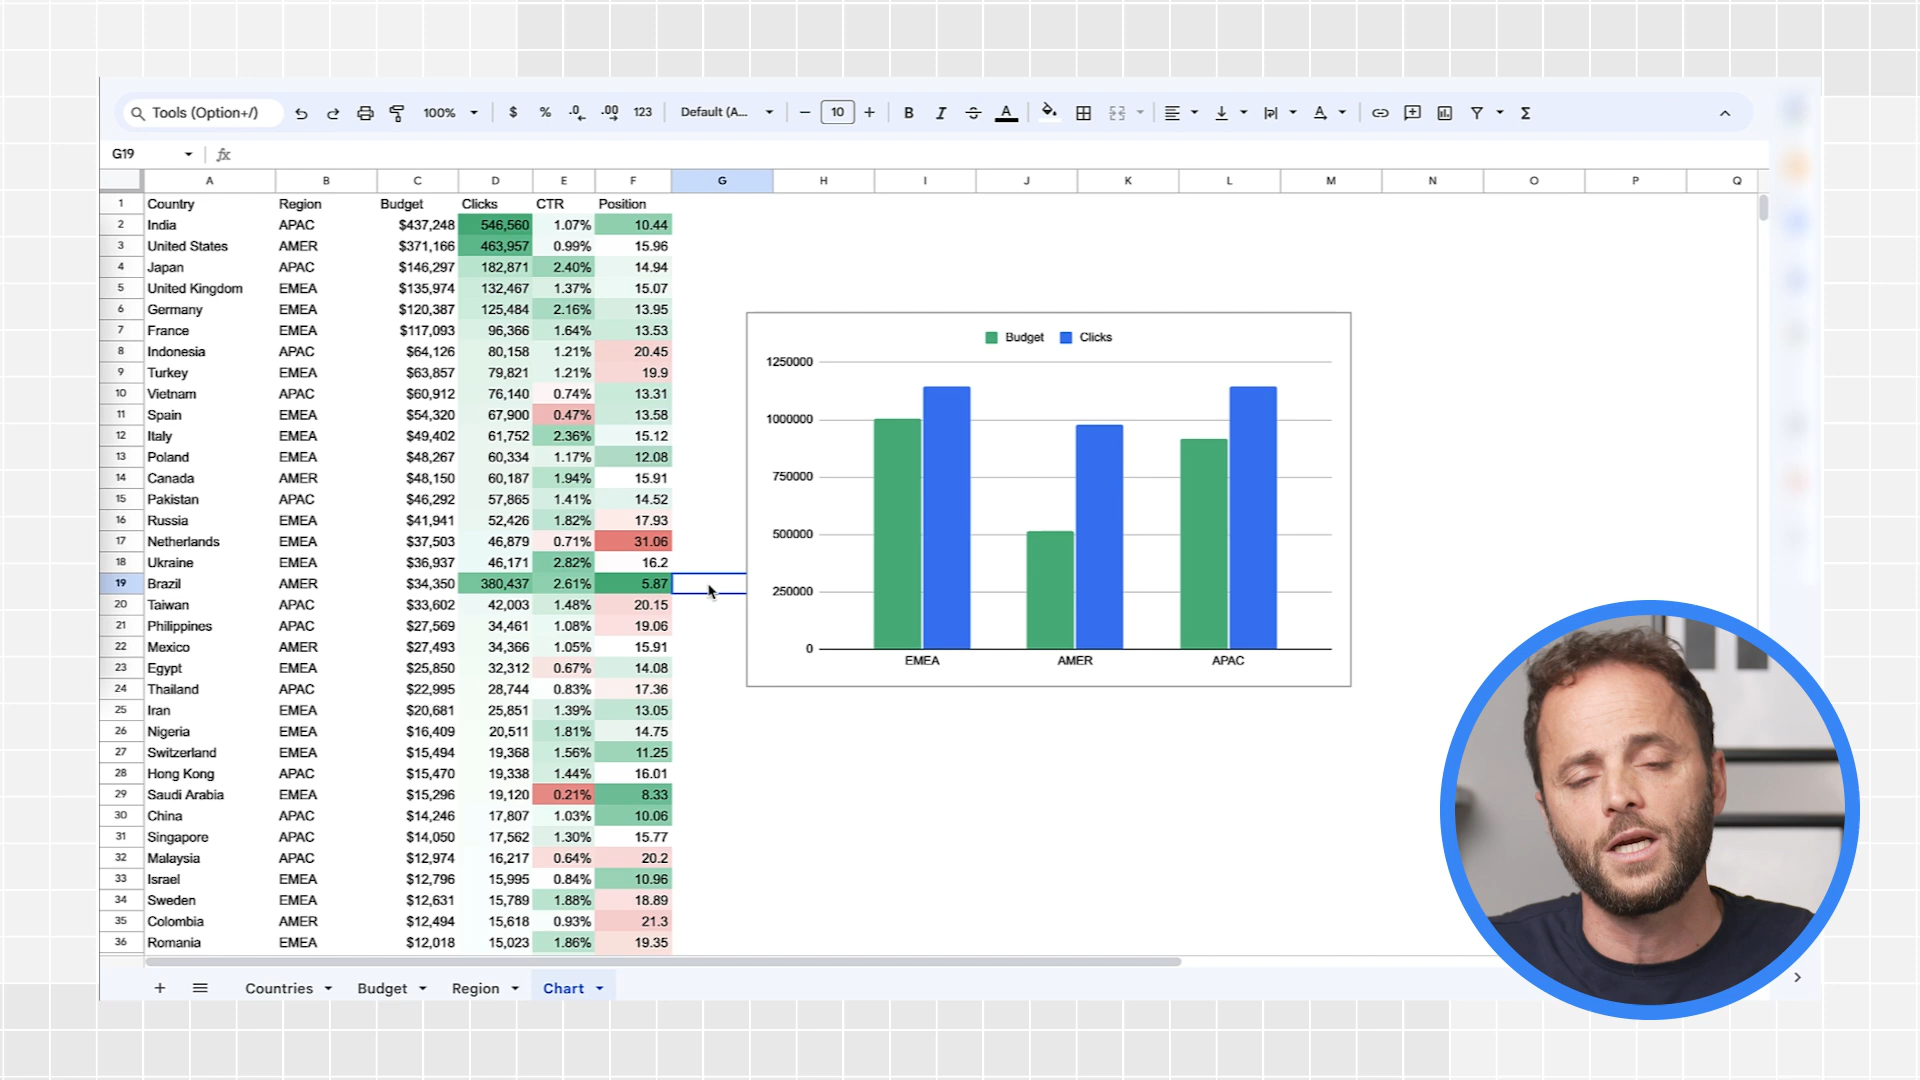 Tools (Option+/) 100% $ % .0 .00 123 Default (A... 10 B I A A Σ
G19 fx
A B C D E F G H I J K L M N O P Q
1 Country Region Budget Clicks CTR Position
2 India APAC $437,248 546,560 1.07% 10.44
3 United States AMER $371,166 463,957 0.99% 15.96
4 Japan APAC $146,297 182,871 2.40% 14.94
5 United Kingdom EMEA $135,974 132,467 1.37% 15.07
6 Germany EMEA $120,387 125,484 2.16% 13.95
7 France EMEA $117,093 96,366 1.64% 13.53
8 Indonesia APAC $64,126 80,158 1.21% 20.45
9 Turkey EMEA $63,857 79,821 1.21% 19.9
10 Vietnam APAC $60,912 76,140 0.74% 13.31
11 Spain EMEA $54,320 67,900 0.47% 13.58
12 Italy EMEA $49,402 61,752 2.36% 15.12
13 Poland EMEA $48,267 60,334 1.17% 12.08
14 Canada AMER $48,150 60,187 1.94% 15.91
15 Pakistan APAC $46,292 57,865 1.41% 14.52
16 Russia EMEA $41,941 52,426 1.82% 17.93
17 Netherlands EMEA $37,503 46,879 0.71% 31.06
18 Ukraine EMEA $36,937 46,171 2.82% 16.2
19 Brazil AMER $34,350 380,437 2.61% 5.87
20 Taiwan APAC $33,602 42,003 1.48% 20.15
21 Philippines APAC $27,569 34,461 1.08% 19.06
22 Mexico AMER $27,493 34,366 1.05% 15.91
23 Egypt EMEA $25,850 32,312 0.67% 14.08
24 Thailand APAC $22,995 28,744 0.83% 17.36
25 Iran EMEA $20,681 25,851 1.39% 13.05
26 Nigeria EMEA $16,409 20,511 1.81% 14.75
27 Switzerland EMEA $15,494 19,368 1.56% 11.25
28 Hong Kong APAC $15,470 19,338 1.44% 16.01
29 Saudi Arabia EMEA $15,296 19,120 0.21% 8.33
30 China APAC $14,246 17,807 1.03% 10.06
31 Singapore APAC $14,050 17,562 1.30% 15.77
32 Malaysia APAC $12,974 16,217 0.64% 20.2
33 Israel EMEA $12,796 15,995 0.84% 10.96
34 Sweden EMEA $12,631 15,789 1.88% 18.89
35 Colombia AMER $12,494 15,618 0.93% 21.3
36 Romania EMEA $12,018 15,023 1.86% 19.35
Budget Clicks
1250000
1000000
750000
500000
250000
0
EMEA AMER APAC
Countries Budget Region Chart